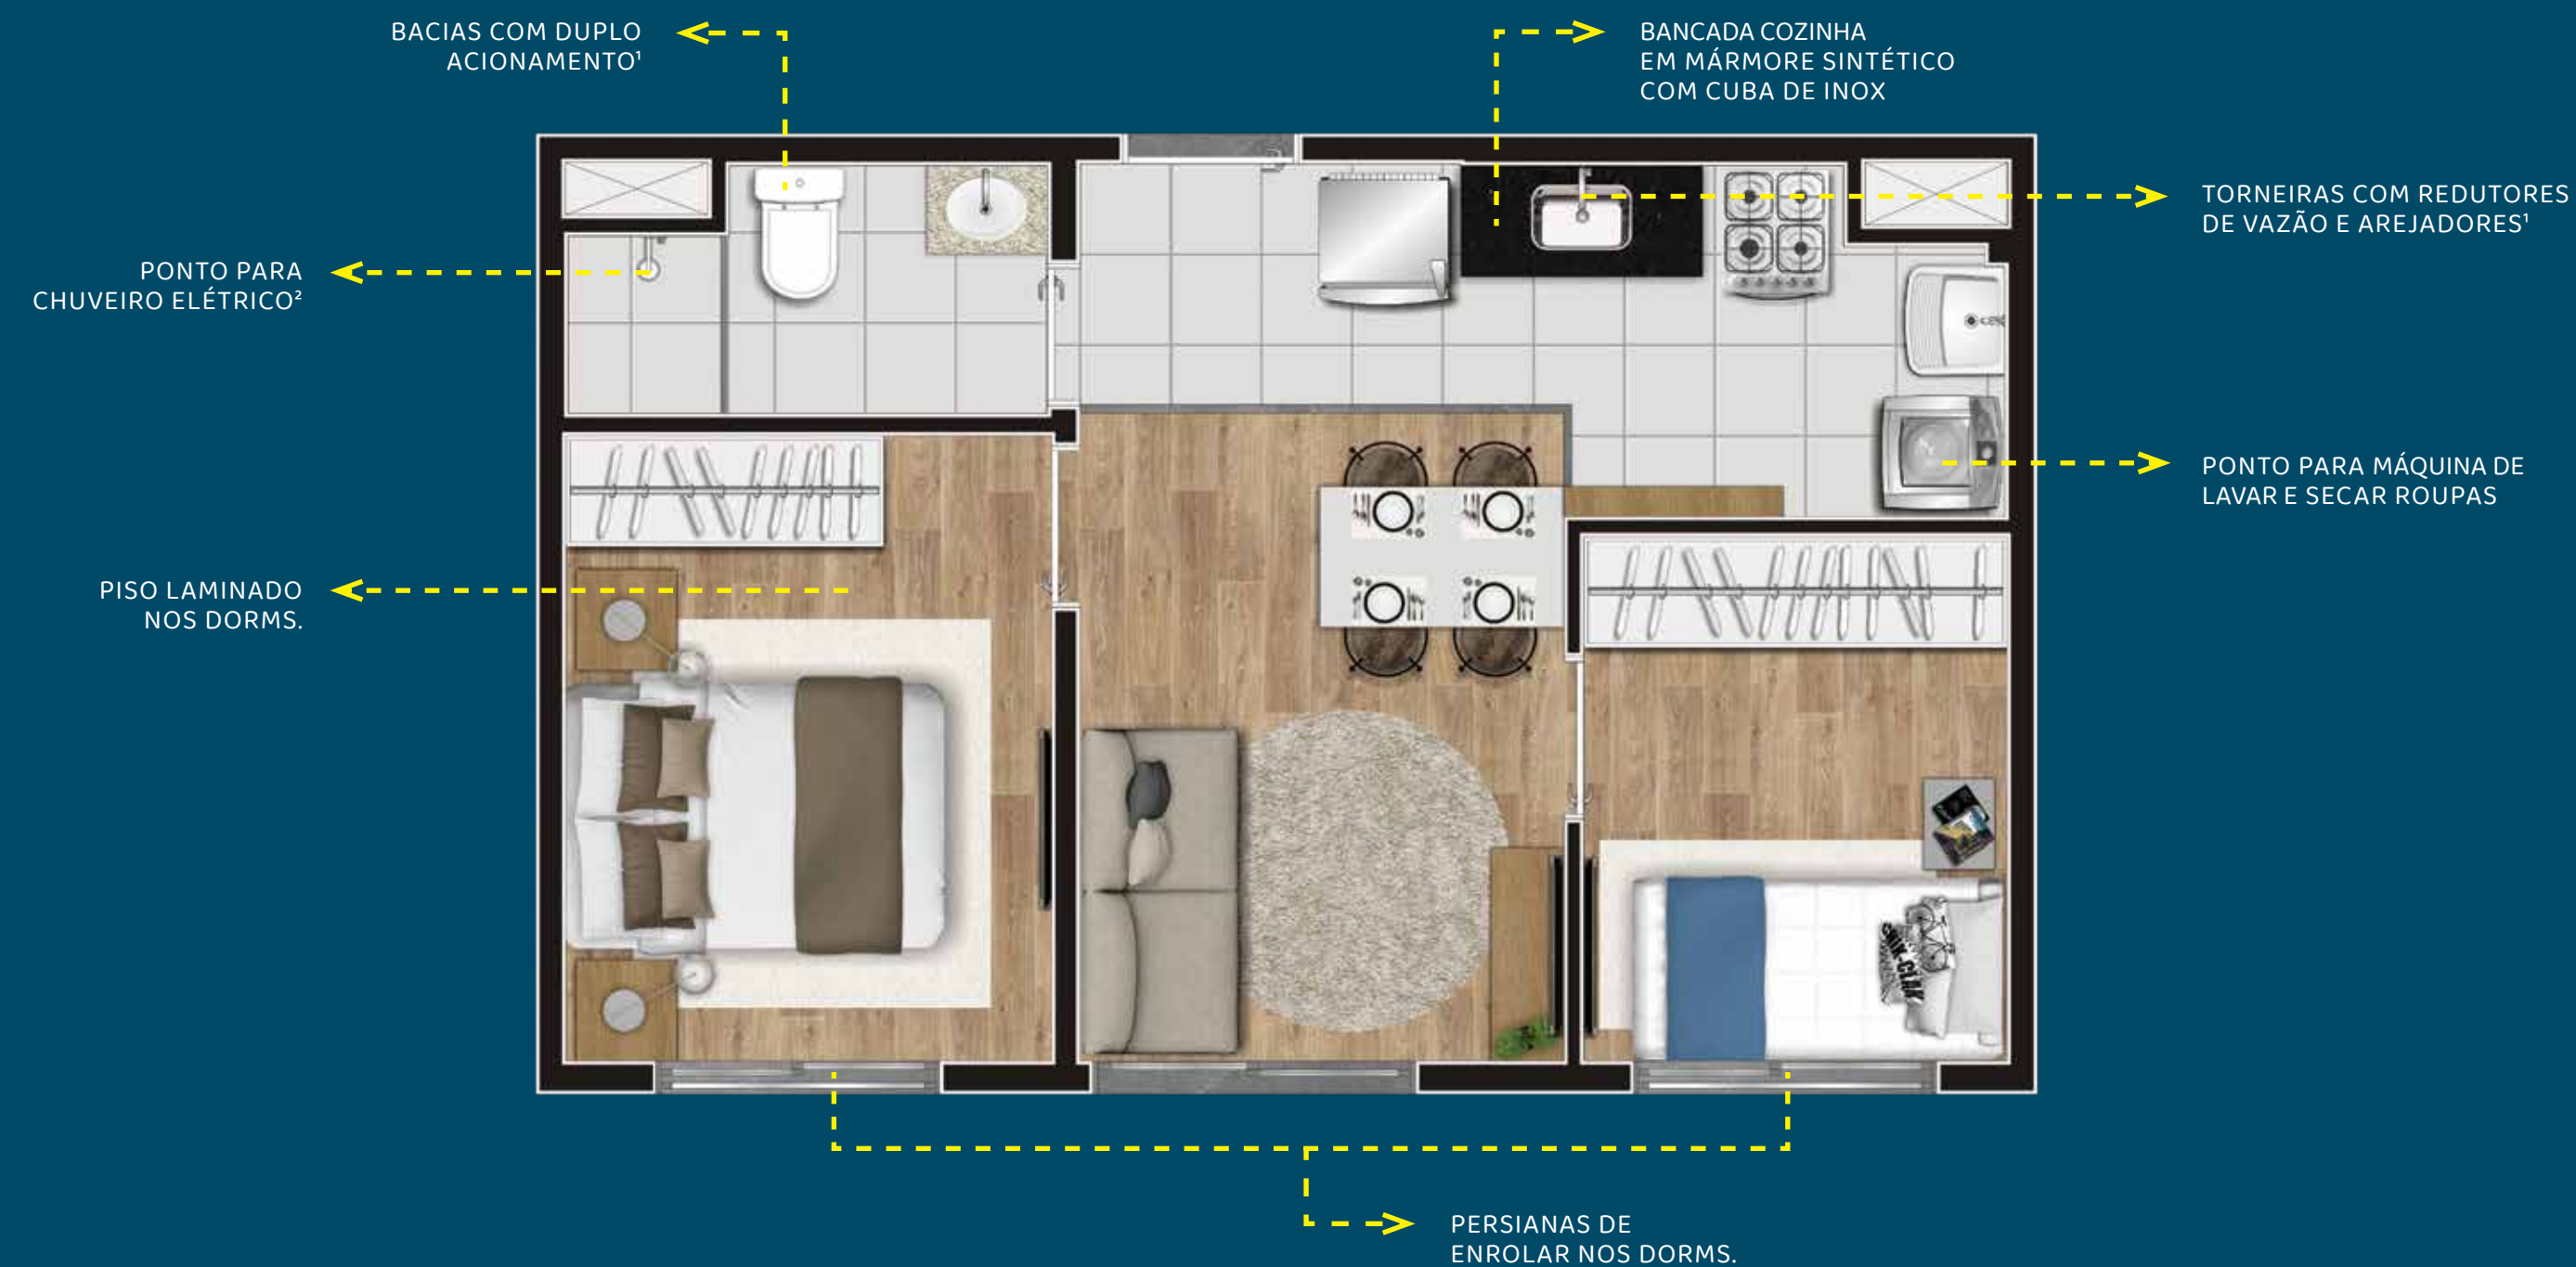 BACIAS COM DUPLO
ACIONAMENTO¹
BANCADA COZINHA
EM MÁRMORE SINTÉTICO
COM CUBA DE INOX
TORNEIRAS COM REDUTORES
DE VAZÃO E AREJADORES¹
PONTO PARA
CHUVEIRO ELÉTRICO²
PONTO PARA MÁQUINA DE
LAVAR E SECAR ROUPAS
PISO LAMINADO
NOS DORMS.
PERSIANAS DE
ENROLAR NOS DORMS.